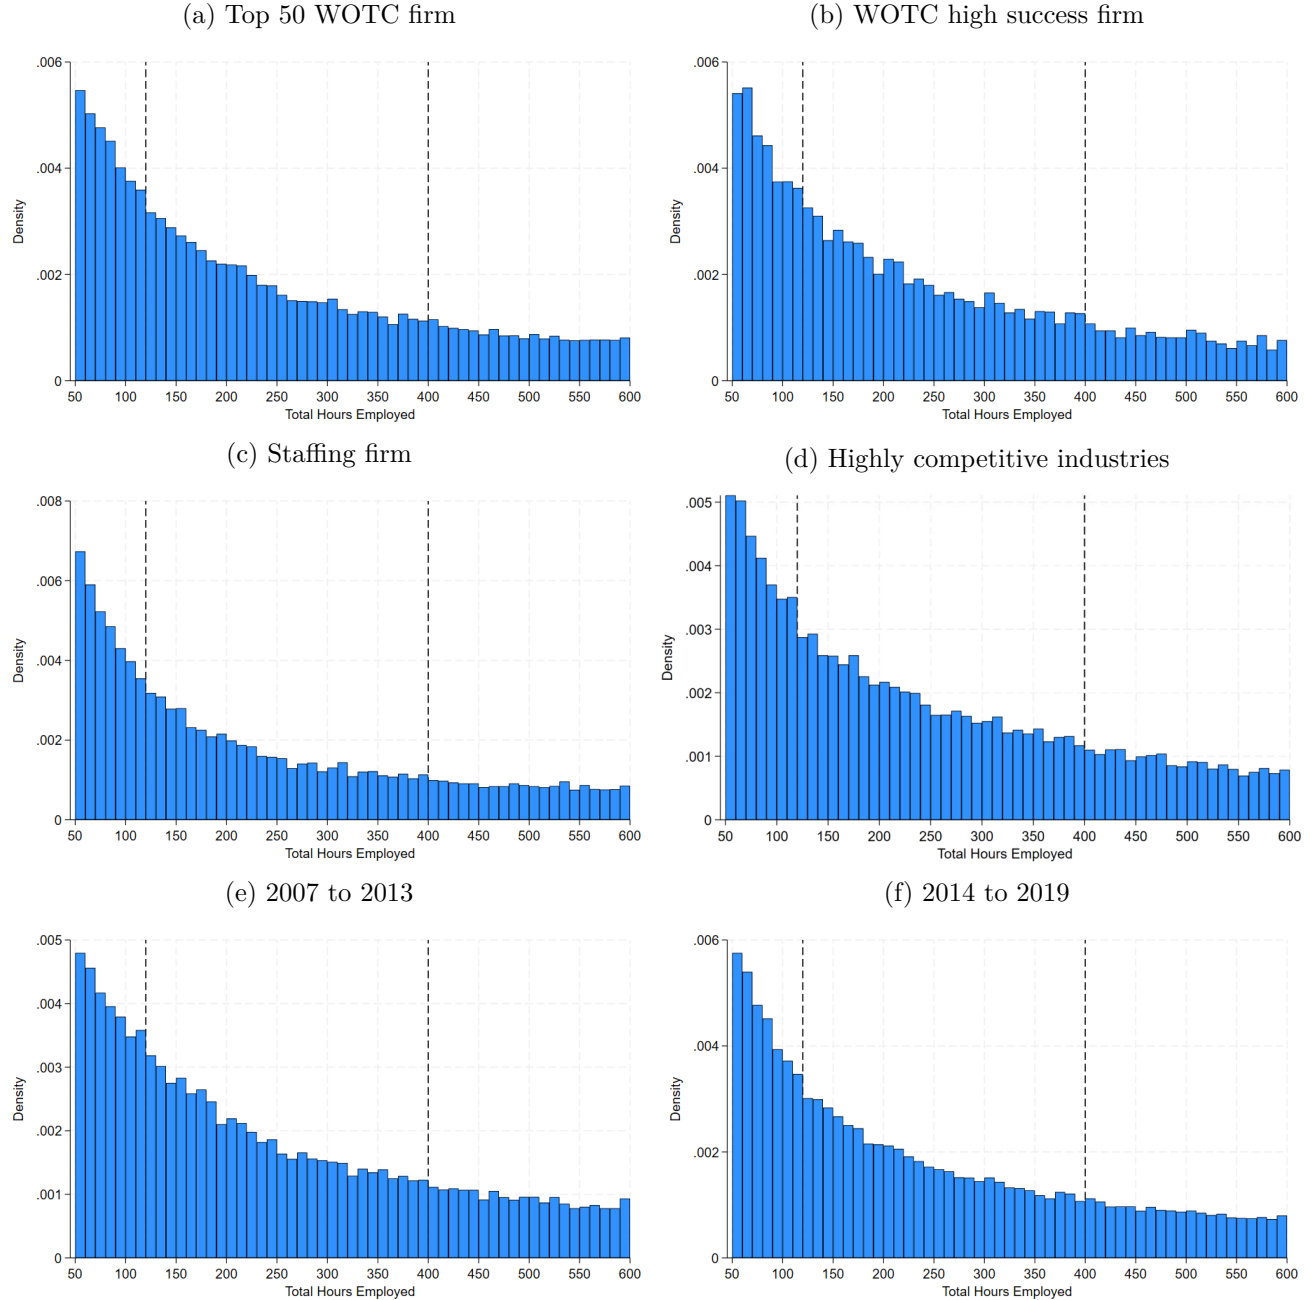 (a) Top 50 WOTC firm
.006
.004
.002
0
Density
50 100 150 200 250 300 350 400 450 500 550 600
Total Hours Employed
(b) WOTC high success firm
.006
.004
.002
0
Density
50 100 150 200 250 300 350 400 450 500 550 600
Total Hours Employed
(c) Staffing firm
.008
.006
.004
.002
0
Density
50 100 150 200 250 300 350 400 450 500 550 600
Total Hours Employed
(d) Highly competitive industries
.005
.004
.003
.002
.001
0
Density
50 100 150 200 250 300 350 400 450 500 550 600
Total Hours Employed
(e) 2007 to 2013
.005
.004
.003
.002
.001
0
Density
50 100 150 200 250 300 350 400 450 500 550 600
Total Hours Employed
(f) 2014 to 2019
.006
.004
.002
0
Density
50 100 150 200 250 300 350 400 450 500 550 600
Total Hours Employed